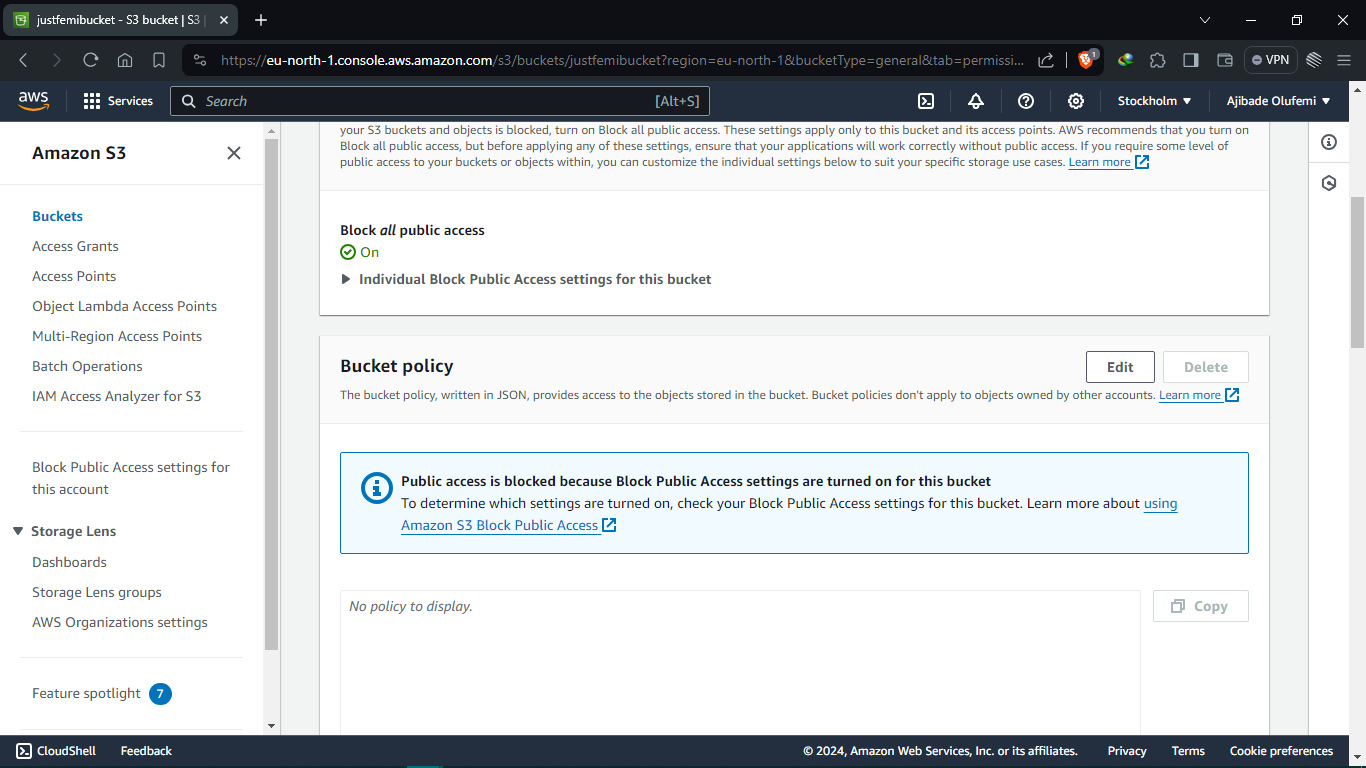 justfemibucket - S3 bucket | S3 |
https://eu-north-1.console.aws.amazon.com/s3/buckets/justfemibucket?region=eu-north-1&bucketType=general&tab=permissi...
1
VPN
aws
Services
Search
[Alt+S]
Stockholm
Ajibade Olufemi
Amazon S3
Buckets
Access Grants
Access Points
Object Lambda Access Points
Multi-Region Access Points
Batch Operations
IAM Access Analyzer for S3
Block Public Access settings for
this account
Storage Lens
Dashboards
Storage Lens groups
AWS Organizations settings
Feature spotlight 7
your S3 buckets and objects is blocked, turn on Block all public access. These settings apply only to this bucket and its access points. AWS recommends that you turn on
Block all public access, but before applying any of these settings, ensure that your applications will work correctly without public access. If you require some level of
public access to your buckets or objects within, you can customize the individual settings below to suit your specific storage use cases. Learn more
Block all public access
On
Individual Block Public Access settings for this bucket
Bucket policy
Edit
Delete
The bucket policy, written in JSON, provides access to the objects stored in the bucket. Bucket policies don't apply to objects owned by other accounts. Learn more
Public access is blocked because Block Public Access settings are turned on for this bucket
To determine which settings are turned on, check your Block Public Access settings for this bucket. Learn more about using
Amazon S3 Block Public Access
No policy to display.
Copy
CloudShell
Feedback
© 2024, Amazon Web Services, Inc. or its affiliates.
Privacy
Terms
Cookie preferences